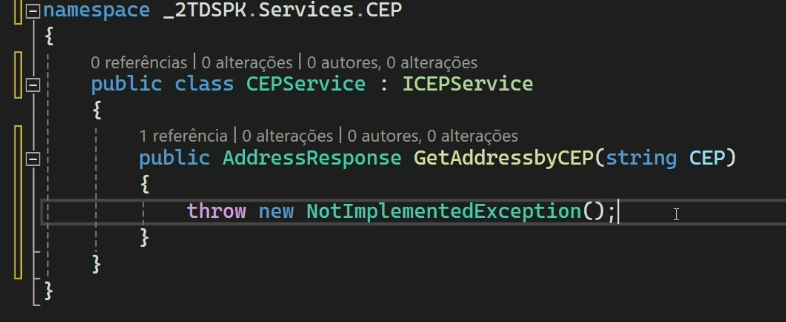 namespace _2TDSPK.Services.CEP
{
0 referências | 0 alterações | 0 autores, 0 alterações
public class CEPService : ICEPService
{
1 referência | 0 alterações | 0 autores, 0 alterações
public AddressResponse GetAddressbyCEP(string CEP)
{
throw new NotImplementedException();
}
}
}